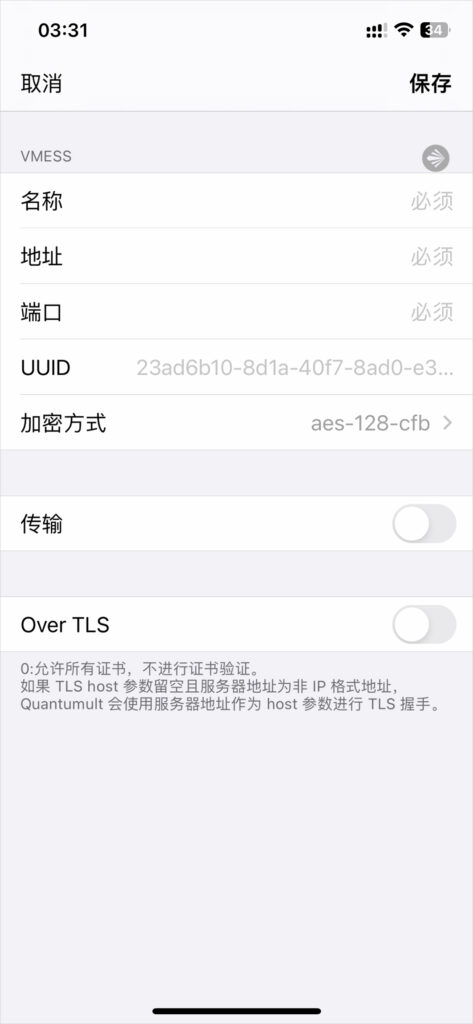 03:31
34
取消
保存
VMESS
名称
必须
地址
必须
端口
必须
UUID
23ad6b10-8d1a-40f7-8ad0-e3...
加密方式
aes-128-cfb
传输
Over TLS
0:允许所有证书，不进行证书验证。
如果 TLS host 参数留空且服务器地址为非 IP 格式地址，
Quantumult 会使用服务器地址作为 host 参数进行 TLS 握手。